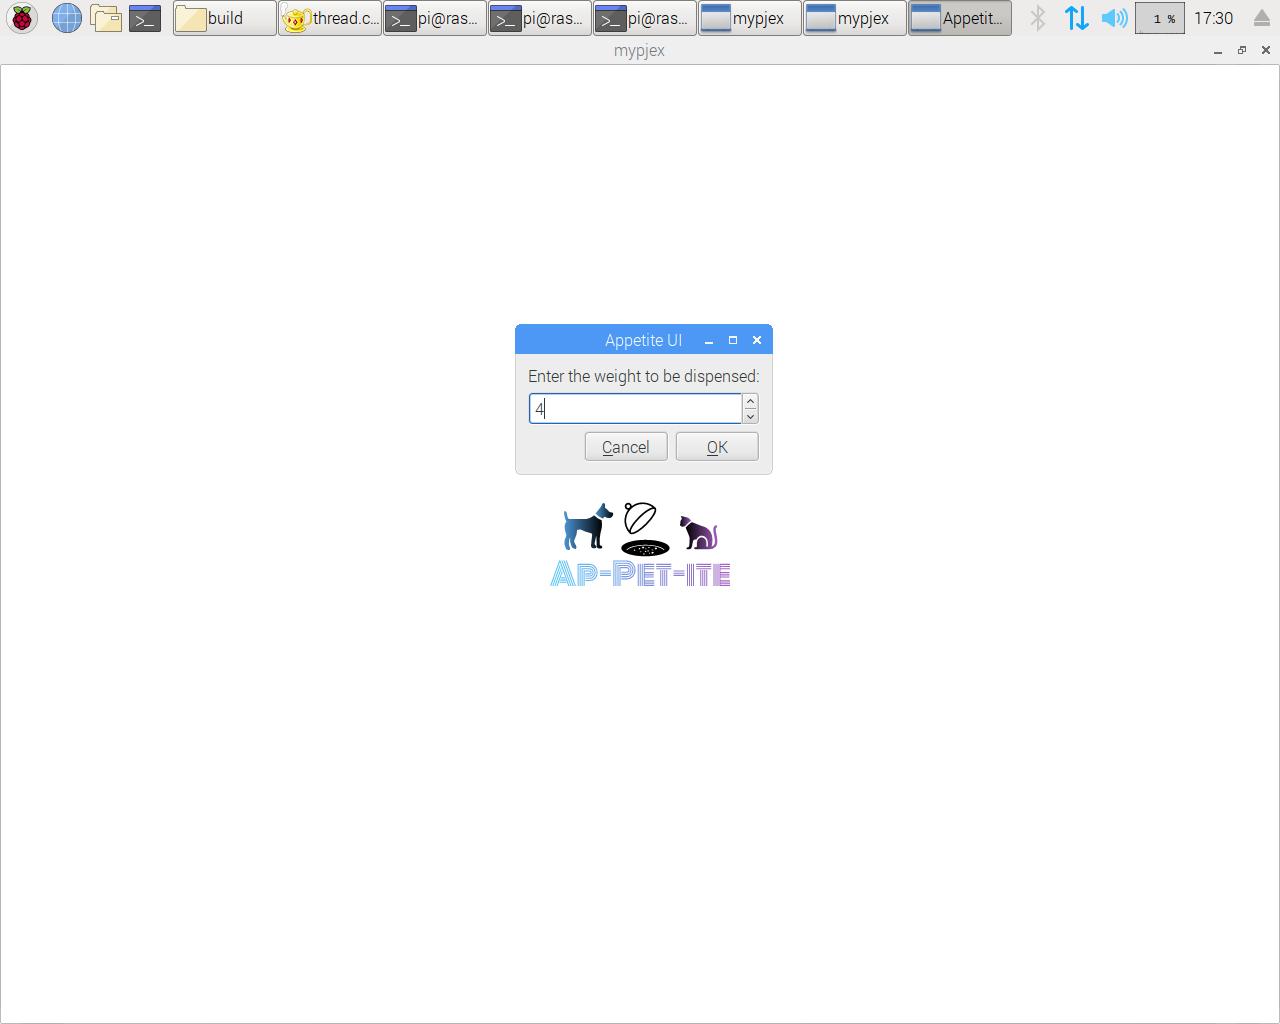 build
thread.c...
pi@ras...
pi@ras...
pi@ras...
mypjex
mypjex
Appetit...
1 %
17:30
mypjex
Appetite UI
Enter the weight to be dispensed:
4
Cancel
OK
AP-PET-ITE